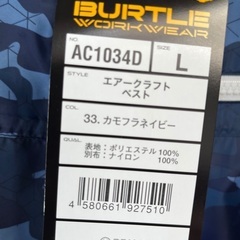 BURTLE
WORKWEAR
NO. AC1034D SIZE L
STYLE エアークラフト
ベスト
COL. 33. カモフラネイビー
QUAL. 表地：ポリエステル 100%
別布：ナイロン 100%
4 580661 927510